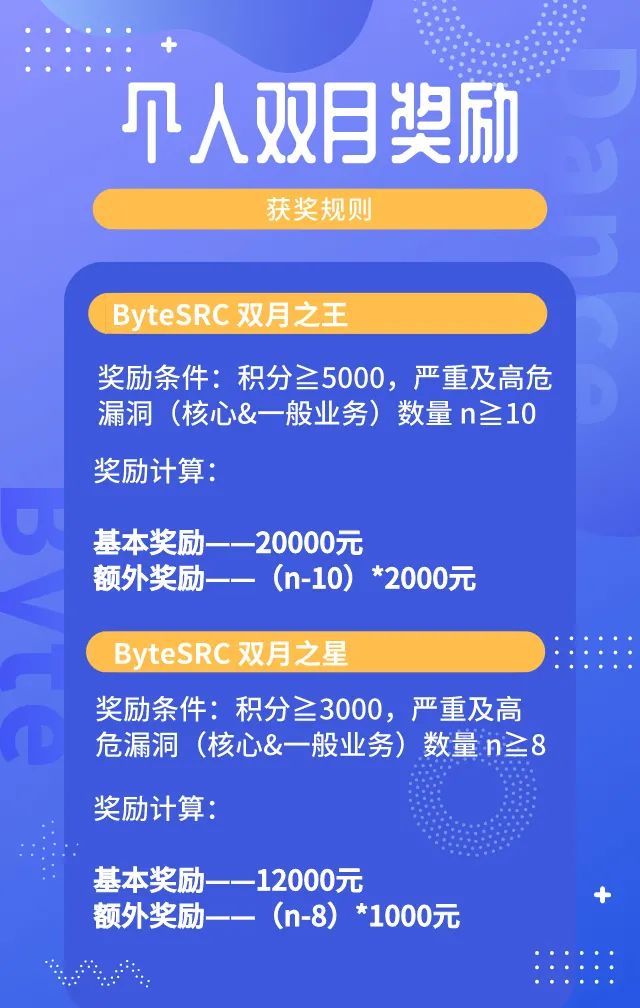 个人双月奖励
获奖规则
ByteSRC 双月之王
奖励条件：积分≧5000，严重及高危
漏洞（核心&一般业务）数量 n≧10
奖励计算：
基本奖励——20000元
额外奖励——（n-10）*2000元
ByteSRC 双月之星
奖励条件：积分≧3000，严重及高
危漏洞（核心&一般业务）数量 n≧8
奖励计算：
基本奖励——12000元
额外奖励——（n-8）*1000元
Byte
Dance